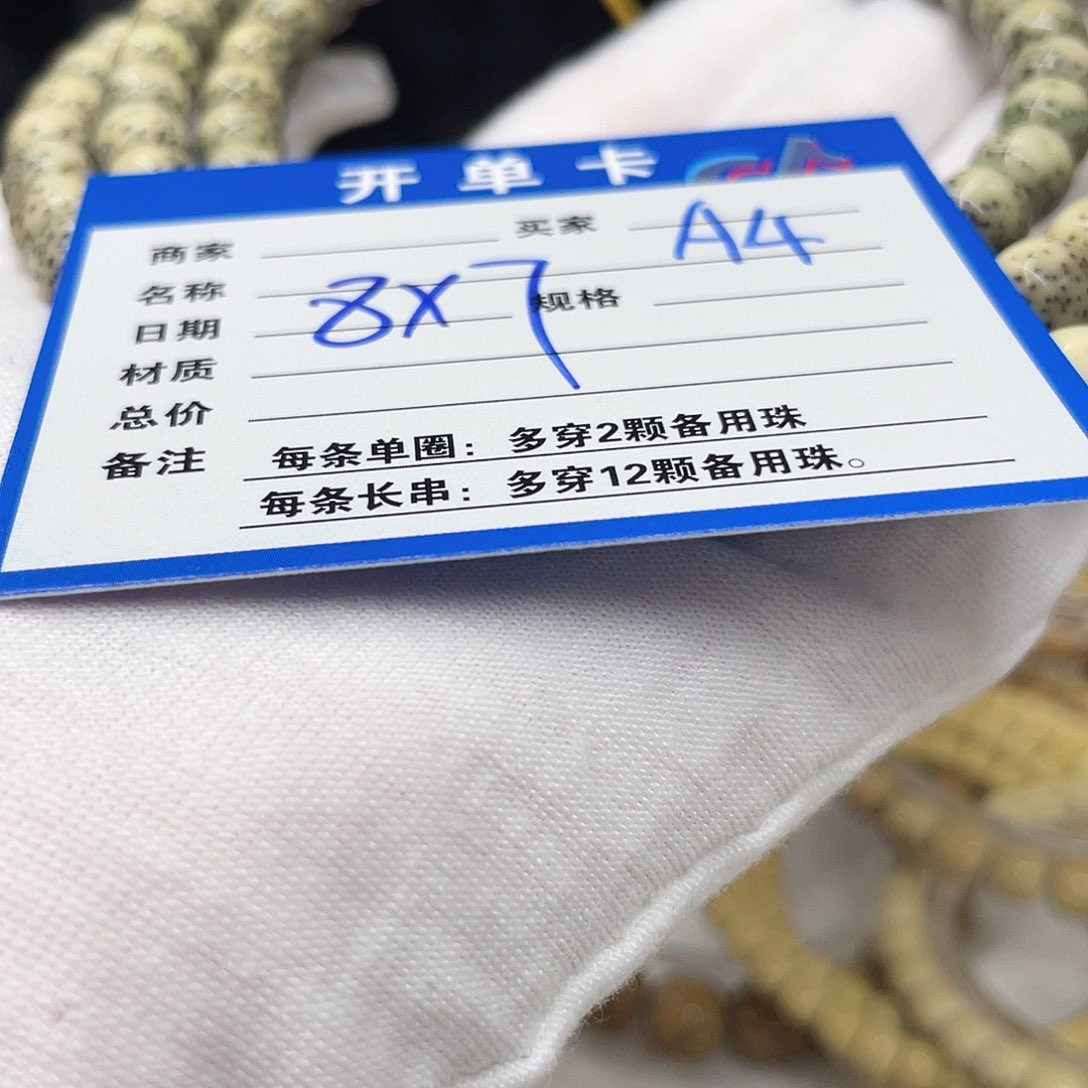 开单卡
商家 买家 A4
名称
日期 8x7 规格
材质
总价
备注 每条单圈：多穿2颗备用珠
每条长串：多穿12颗备用珠。